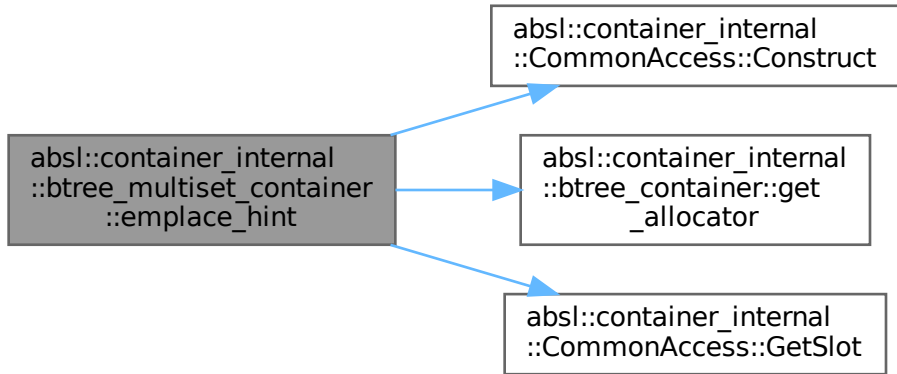 absl::container_internal
::btree_multiset_container
::emplace_hint
absl::container_internal
::CommonAccess::Construct
absl::container_internal
::btree_container::get
_allocator
absl::container_internal
::CommonAccess::GetSlot